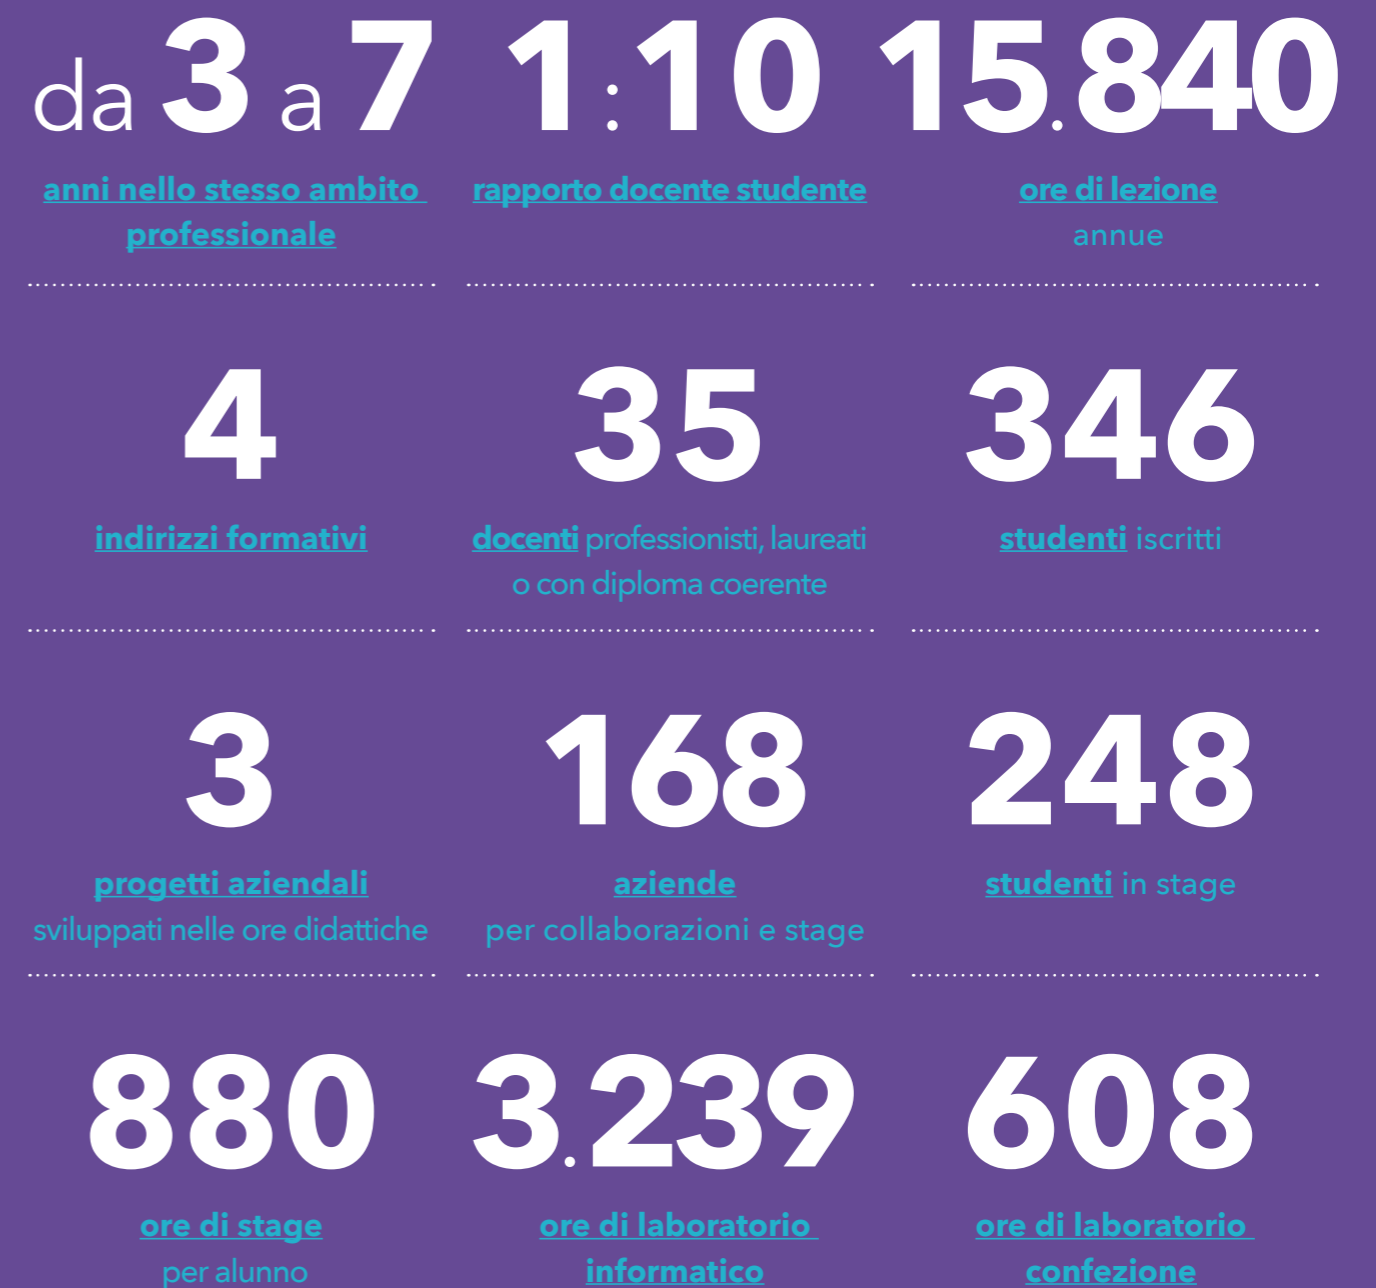 da 3 a 7
anni nello stesso ambito
professionale
1:10
rapporto docente studente
15.840
ore di lezione
annue
4
indirizzi formativi
35
docenti professionisti, laureati
o con diploma coerente
346
studenti iscritti
3
progetti aziendali
sviluppati nelle ore didattiche
168
aziende
per collaborazioni e stage
248
studenti in stage
880
ore di stage
per alunno
3.239
ore di laboratorio
informatico
608
ore di laboratorio
confezione